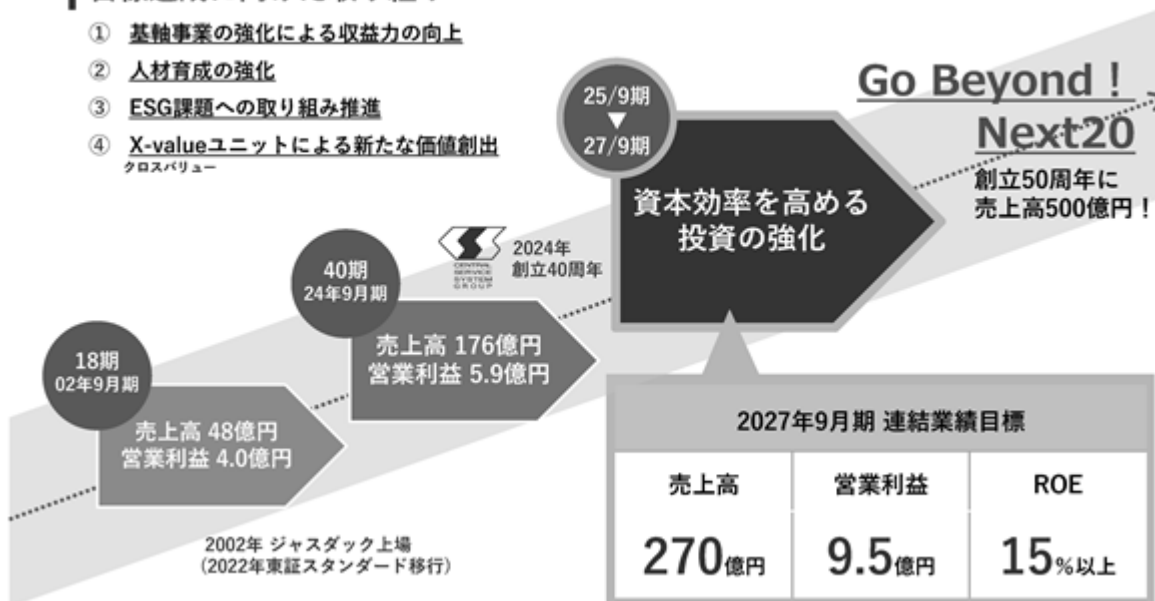 ① 基軸事業の強化による収益力の向上
② 人材育成の強化
③ ESG課題への取り組み推進
④ X-valueユニットによる新たな価値創出
クロスバリュー
25/9期
▼
27/9期
Go Beyond！
Next20
創立50周年に
売上高500億円！
資本効率を高める
投資の強化
CENTRAL
SERVICE
SYSTEM
GROUP
2024年
創立40周年
40期
24年9月期
売上高 176億円
営業利益 5.9億円
18期
02年9月期
売上高 48億円
営業利益 4.0億円
2002年 ジャスダック上場
（2022年東証スタンダード移行）
2027年9月期 連結業績目標
売上高 営業利益 ROE
270億円 9.5億円 15%以上